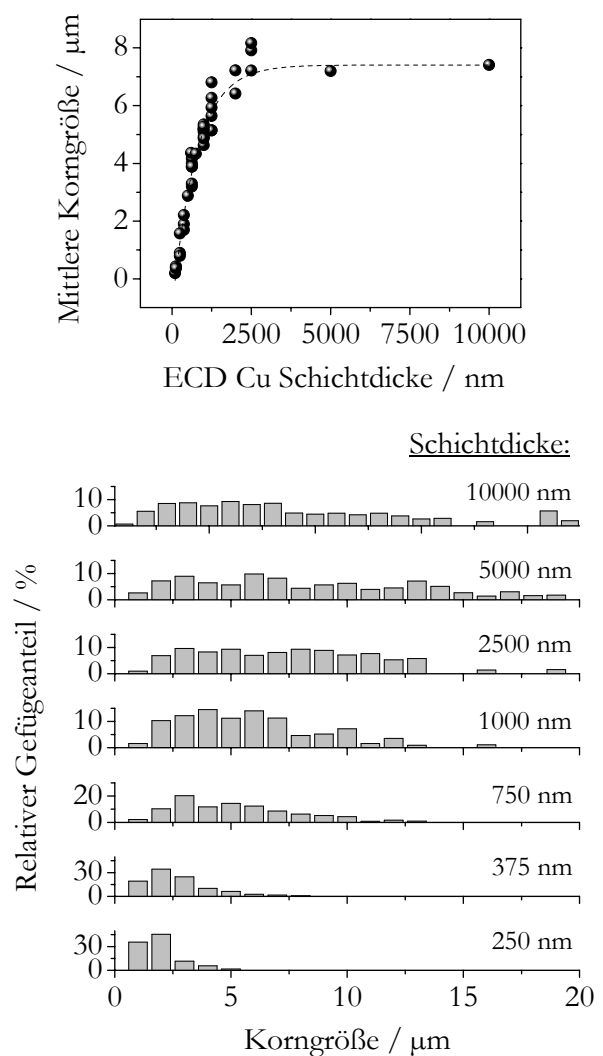 Mittlere Korngröße / μm
8
6
4
2
0
0 2500 5000 7500 10000
ECD Cu Schichtdicke / nm
Schichtdicke:
Relativer Gefügeanteil / %
10
0
10000 nm
10
0
5000 nm
10
0
2500 nm
10
0
1000 nm
20
0
750 nm
30
0
375 nm
30
0
250 nm
0 5 10 15 20
Korngröße / μm